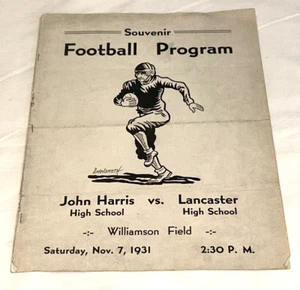 Souvenir
Football Program
John Harris vs. Lancaster
High School High School
-:- Williamson Field -:-
Saturday, Nov. 7, 1931 2:30 P. M.